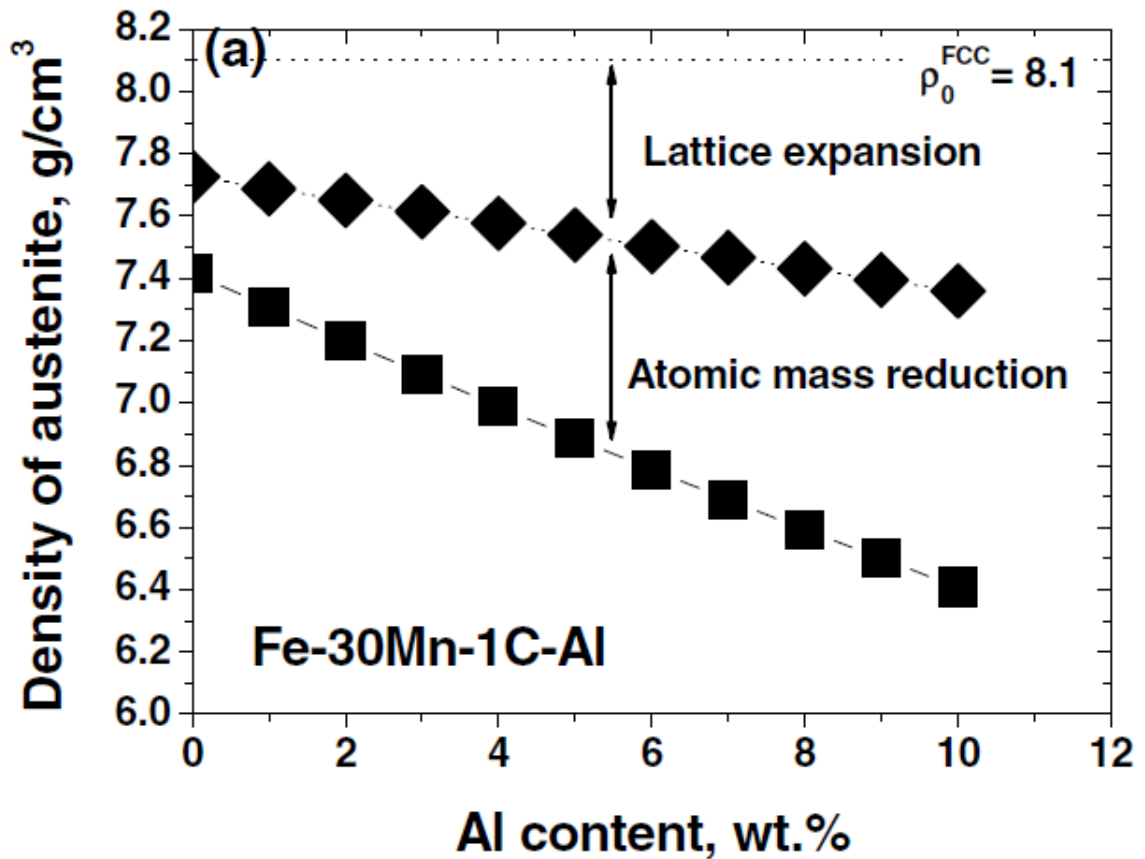 (a)
ρ₀ᶠᶜᶜ = 8.1
Lattice expansion
Atomic mass reduction
Fe-30Mn-1C-Al
Density of austenite, g/cm³
8.2
8.0
7.8
7.6
7.4
7.2
7.0
6.8
6.6
6.4
6.2
6.0
0 2 4 6 8 10 12
Al content, wt.%